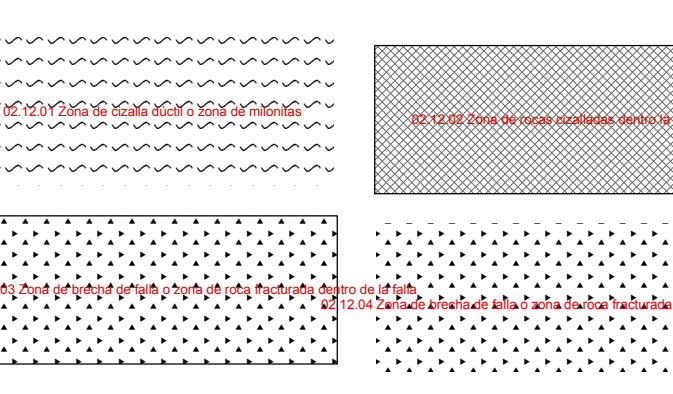 02.12.01 Zona de cizalla dúctil o zona de milonitas
02.12.02 Zona de rocas cizalladas dentro la
03 Zona de brecha de falla o zona de roca fracturada dentro de la falla
02.12.04 Zona de brecha de falla o zona de roca fracturada